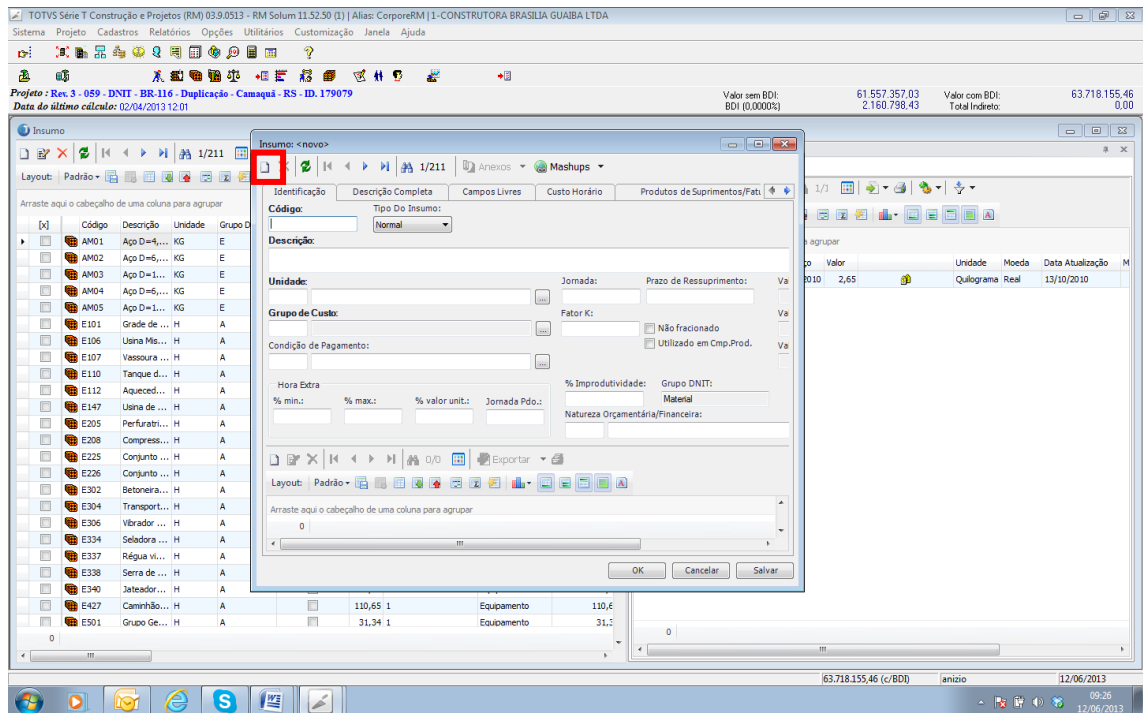 TOTVS Série T Construção e Projetos (RM) 03.9.0513 - RM Solum 11.52.50 (1) | Alias: CorporeRM | 1-CONSTRUTORA BRASILIA GUAIBA LTDA
Sistema Projeto Cadastros Relatórios Opções Utilitários Customização Janela Ajuda
Projeto : Rev. 3 - 059 - DNIT - BR-116 - Duplicação - Camaquã - RS - ID. 179079
Valor sem BDI: 61.557.357,03 Valor com BDI: 63.718.155,46
Data do último cálculo: 02/04/2013 12:01
BDI (0,0000%) 2.160.798,43 Total Indireto: 0,00
Insumo
1/211
Layout: Padrão
Arraste aqui o cabeçalho de uma coluna para agrupar
[x] Código Descrição Unidade Grupo D
AM01 Aço D=4,... KG E
AM02 Aço D=6,... KG E
AM03 Aço D=1... KG E
AM04 Aço D=6,... KG E
AM05 Aço D=1... KG E
E101 Grade de ... H A
E106 Usina Mis... H A
E107 Vassoura ... H A
E110 Tanque d... H A
E112 Aqueced... H A
E147 Usina de ... H A
E205 Perfuratri... H A
E208 Compress... H A
E225 Conjunto ... H A
E226 Conjunto ... H A
E302 Betoneira... H A
E304 Transport... H A
E306 Vibrador ... H A
E334 Seladora ... H A
E337 Régua vi... H A
E338 Serra de ... H A
E340 Jateador... H A
E427 Caminhão... H A 110,65 1 Equipamento 110,6
E501 Grupo Ge... H A 31,34 1 Equipamento 31,3
0
Insumo: <novo>
1/211 Anexos Mashups
Identificação Descrição Completa Campos Livres Custo Horário Produtos de Suprimentos/Fatu
Código: Tipo Do Insumo:
Normal
Descrição:
Unidade: Jornada: Prazo de Ressuprimento: Va
Grupo de Custo: Fator K: Va
Não fracionado
Condição de Pagamento: Utilizado em Cmp.Prod. Va
Hora Extra % Improdutividade: Grupo DNIT:
% min.: % max.: % valor unit.: Jornada Pdo.: Material
Natureza Orçamentária/Financeira:
0/0 Exportar
Layout: Padrão
Arraste aqui o cabeçalho de uma coluna para agrupar
0
OK Cancelar Salvar
1/1
a agrupar
ço Valor Unidade Moeda Data Atualização M
2010 2,65 Quilograma Real 13/10/2010
0
63.718.155,46 (c/BDI) anizio 12/06/2013
09:26
12/06/2013